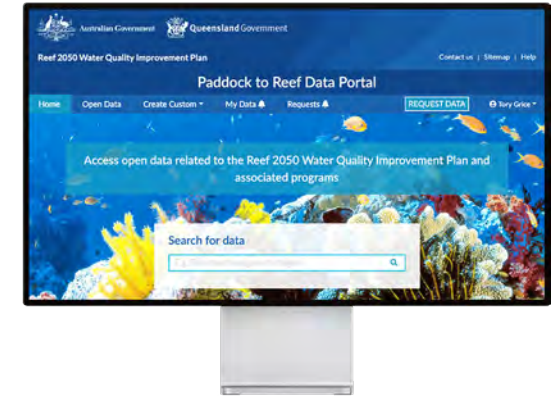 Australian Government
Queensland Government
Reef 2050 Water Quality Improvement Plan
Contact us | Sitemap | Help
Paddock to Reef Data Portal
Home Open Data Create Custom My Data Requests REQUEST DATA Tory Grice
Access open data related to the Reef 2050 Water Quality Improvement Plan and
associated programs
Search for data